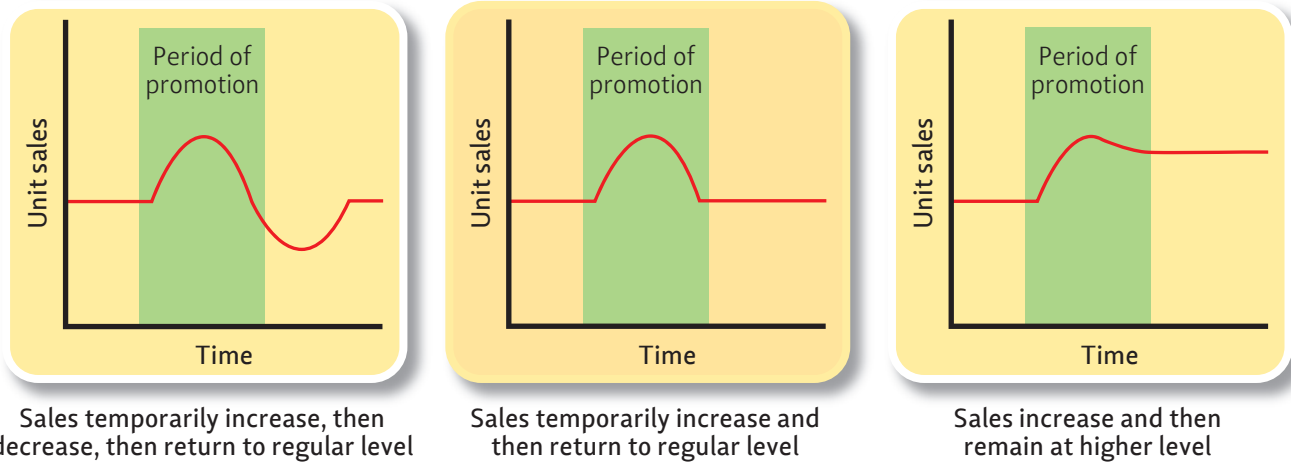 Period of
promotion
Unit sales
Time
Sales temporarily increase, then
decrease, then return to regular level
Period of
promotion
Unit sales
Time
Sales temporarily increase and
then return to regular level
Period of
promotion
Unit sales
Time
Sales increase and then
remain at higher level